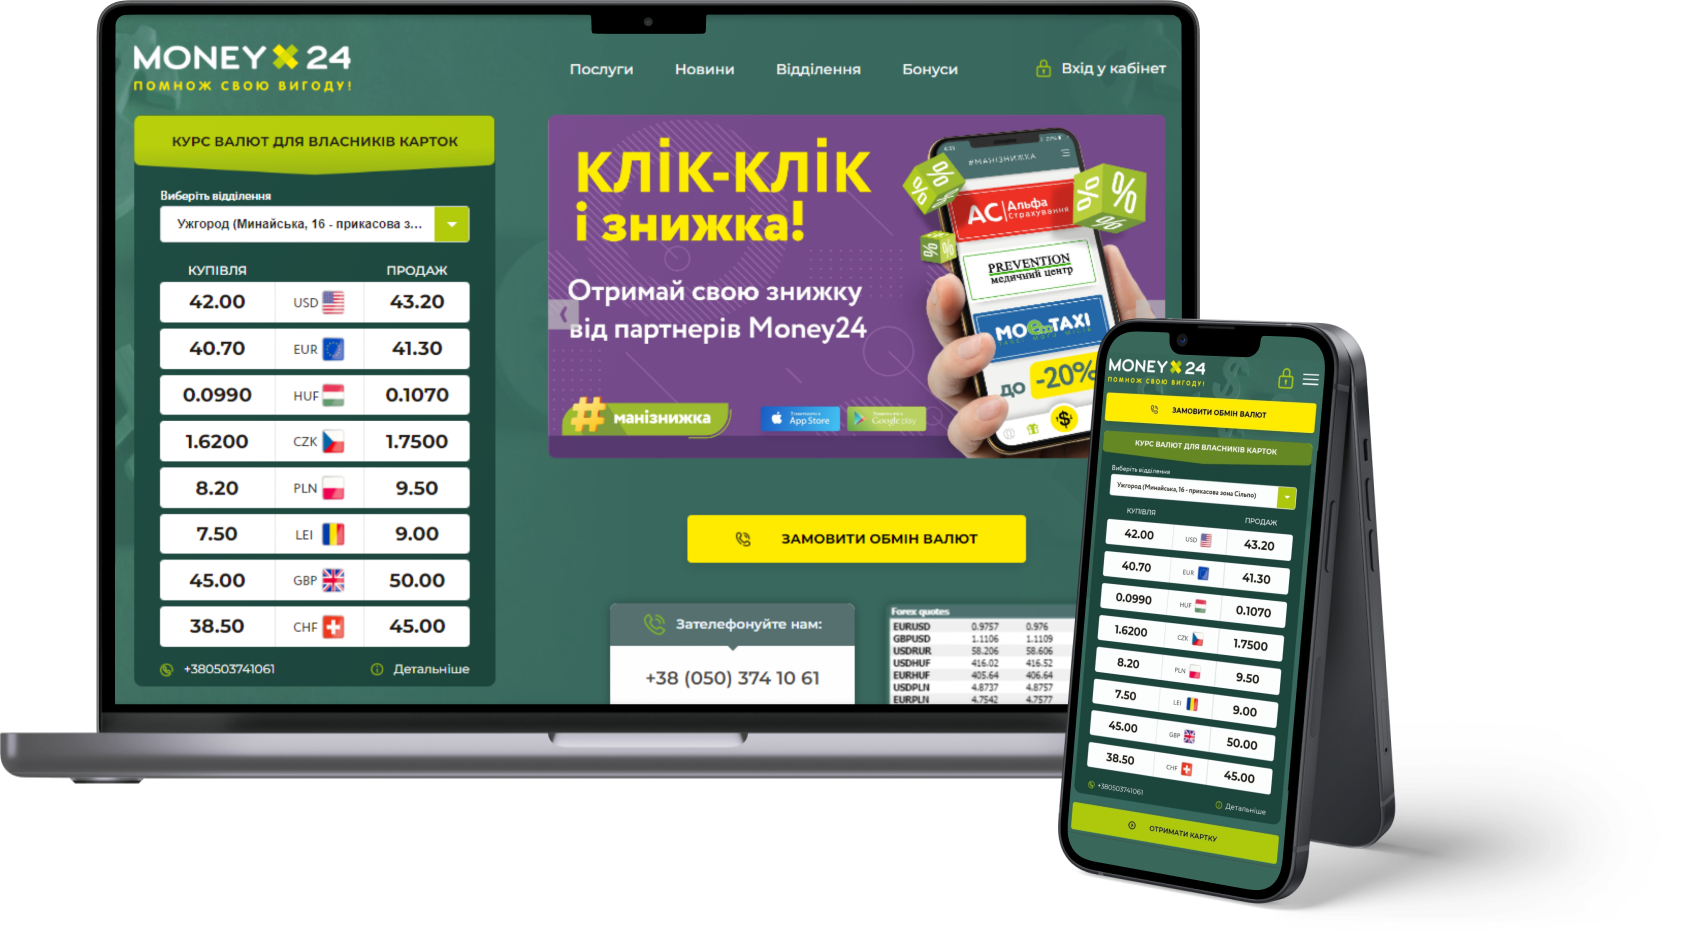 MONEY 24
ПОМНОЖ СВОЮ ВИГОДУ!
Послуги
Новини
Відділення
Бонуси
Вхід у кабінет
КУРС ВАЛЮТ ДЛЯ ВЛАСНИКІВ КАРТОК
Виберіть відділення
Ужгород (Минайська, 16 - прикасова з...
КУПІВЛЯ
ПРОДАЖ
42.00 USD 43.20
40.70 EUR 41.30
0.0990 HUF 0.1070
1.6200 CZK 1.7500
8.20 PLN 9.50
7.50 LEI 9.00
45.00 GBP 50.00
38.50 CHF 45.00
+380503741061
Детальніше
КЛІК-КЛІК
і знижка!
Отримай свою знижку
від партнерів Money24
#манізнижка
App Store
Google play
#МАНІЗНИЖКА
АС Альфа
Страхування
PREVENTION
медичний центр
TAXI
до -20%
ЗАМОВИТИ ОБМІН ВАЛЮТ
Зателефонуйте нам:
+38 (050) 374 10 61
Forex quotes
EURUSD 0.9757 0.976
GBPUSD 1.1106 1.1109
USDRUR 58.206 58.606
USDHUF 416.02 416.52
EURHUF 405.64 406.64
USDPLN 4.8737 4.8757
EURPLN 4.7542 4.7577
MONEY 24
ПОМНОЖ СВОЮ ВИГОДУ!
ЗАМОВИТИ ОБМІН ВАЛЮТ
КУРС ВАЛЮТ ДЛЯ ВЛАСНИКІВ КАРТОК
Виберіть відділення
Ужгород (Минайська, 16 - прикасова зона Сільпо)
КУПІВЛЯ
ПРОДАЖ
42.00 USD 43.20
40.70 EUR 41.30
0.0990 HUF 0.1070
1.6200 CZK 1.7500
8.20 PLN 9.50
7.50 LEI 9.00
45.00 GBP 50.00
38.50 CHF 45.00
+380503741061
Детальніше
ОТРИМАТИ КАРТКУ